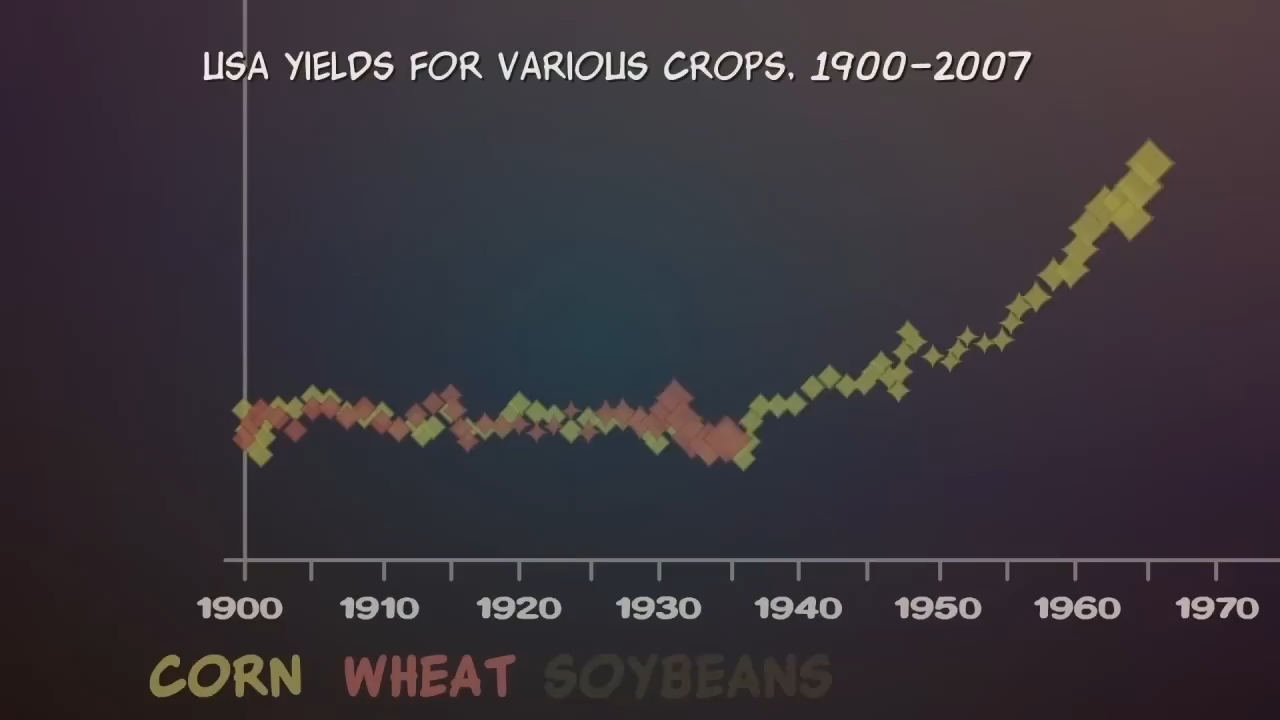 USA YIELDS FOR VARIOUS CROPS, 1900-2007
1900 1910 1920 1930 1940 1950 1960 1970
CORN WHEAT SOYBEANS